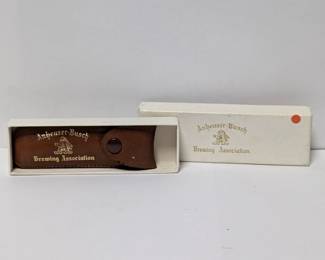 Anheuser-Busch
Brewing Association
Anheuser-Busch
Brewing Association